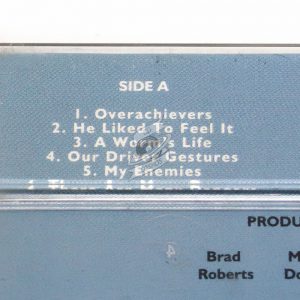 SIDE A
1. Overachievers
2. He Liked To Feel It
3. A Worm's Life
4. Our Driver Gestures
5. My Enemies
PRODU
Brad
Roberts